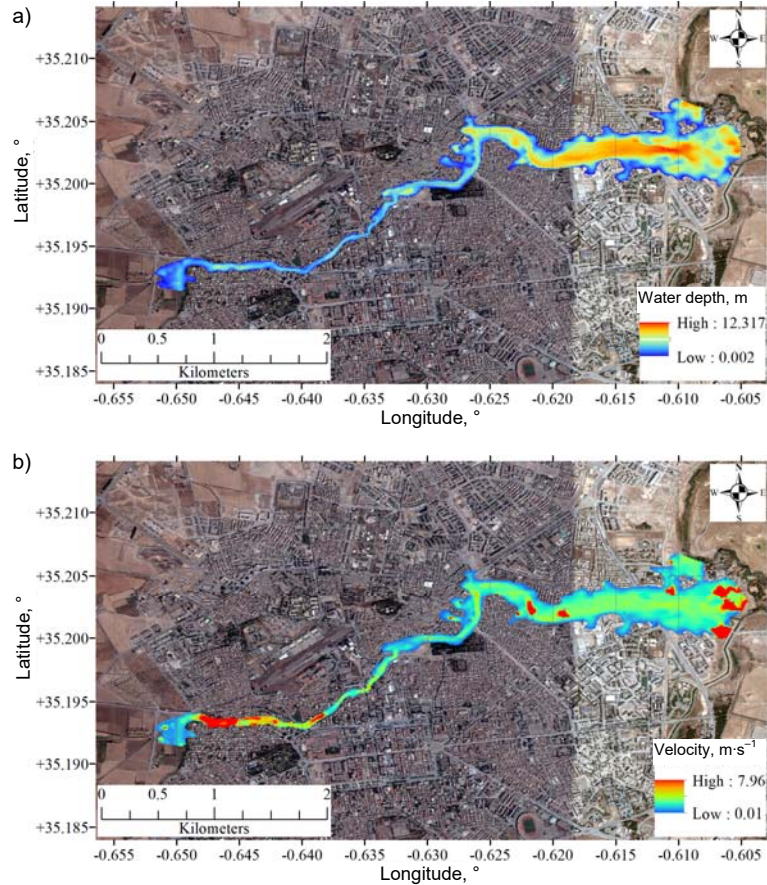 a)
N
W E
S
+35.210
+35.205
+35.200
+35.195
+35.190
+35.185
Latitude, °
Water depth, m
High : 12.317
Low : 0.002
0 0.5 1 2
Kilometers
-0.655 -0.650 -0.645 -0.640 -0.635 -0.630 -0.625 -0.620 -0.615 -0.610 -0.605
Longitude, °
b)
N
W E
S
+35.210
+35.205
+35.200
+35.195
+35.190
+35.185
Latitude, °
Velocity, m·s⁻¹
High : 7.96
Low : 0.01
0 0.5 1 2
Kilometers
-0.655 -0.650 -0.645 -0.640 -0.635 -0.630 -0.625 -0.620 -0.615 -0.610 -0.605
Longitude, °